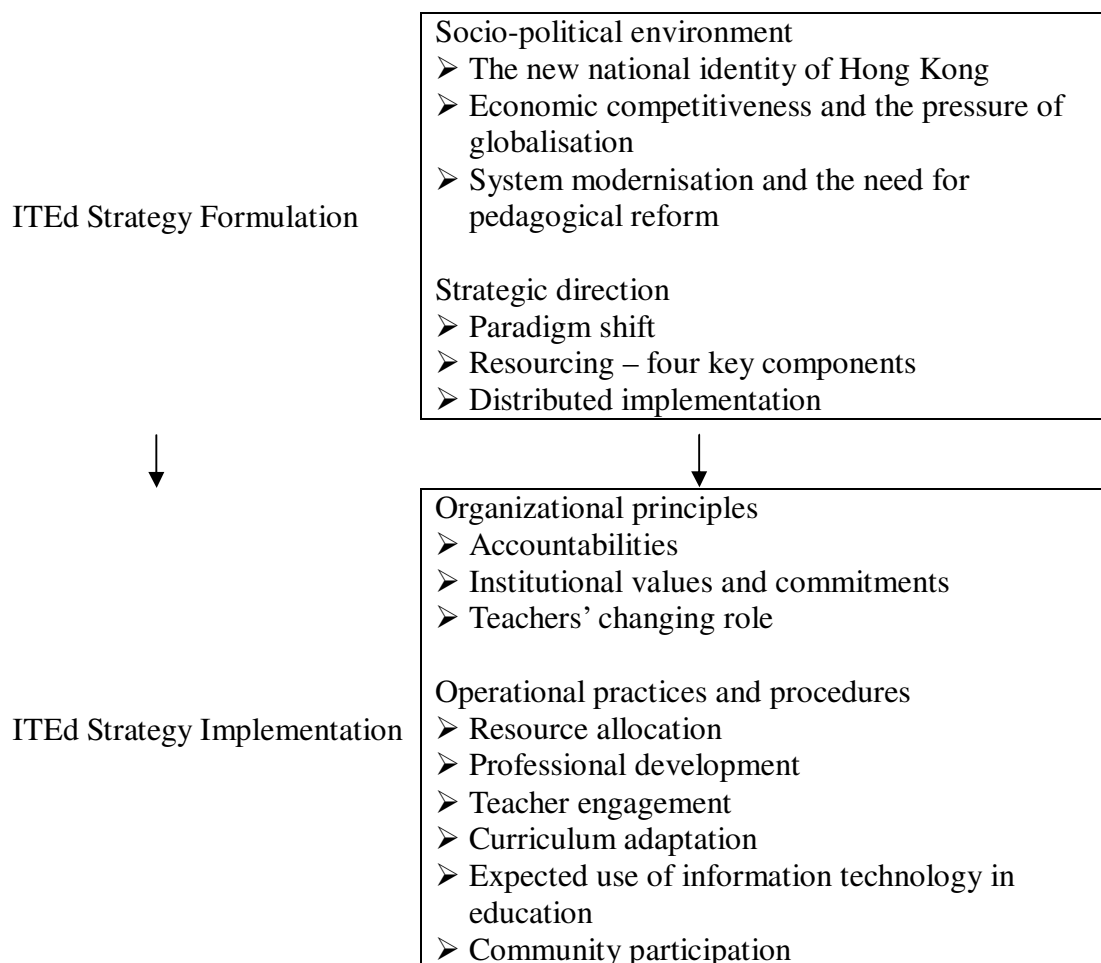 Socio-political environment
➢ The new national identity of Hong Kong
➢ Economic competitiveness and the pressure of
globalisation
➢ System modernisation and the need for
pedagogical reform
ITEd Strategy Formulation
Strategic direction
➢ Paradigm shift
➢ Resourcing – four key components
➢ Distributed implementation
Organizational principles
➢ Accountabilities
➢ Institutional values and commitments
➢ Teachers’ changing role
Operational practices and procedures
ITEd Strategy Implementation
➢ Resource allocation
➢ Professional development
➢ Teacher engagement
➢ Curriculum adaptation
➢ Expected use of information technology in
education
➢ Community participation